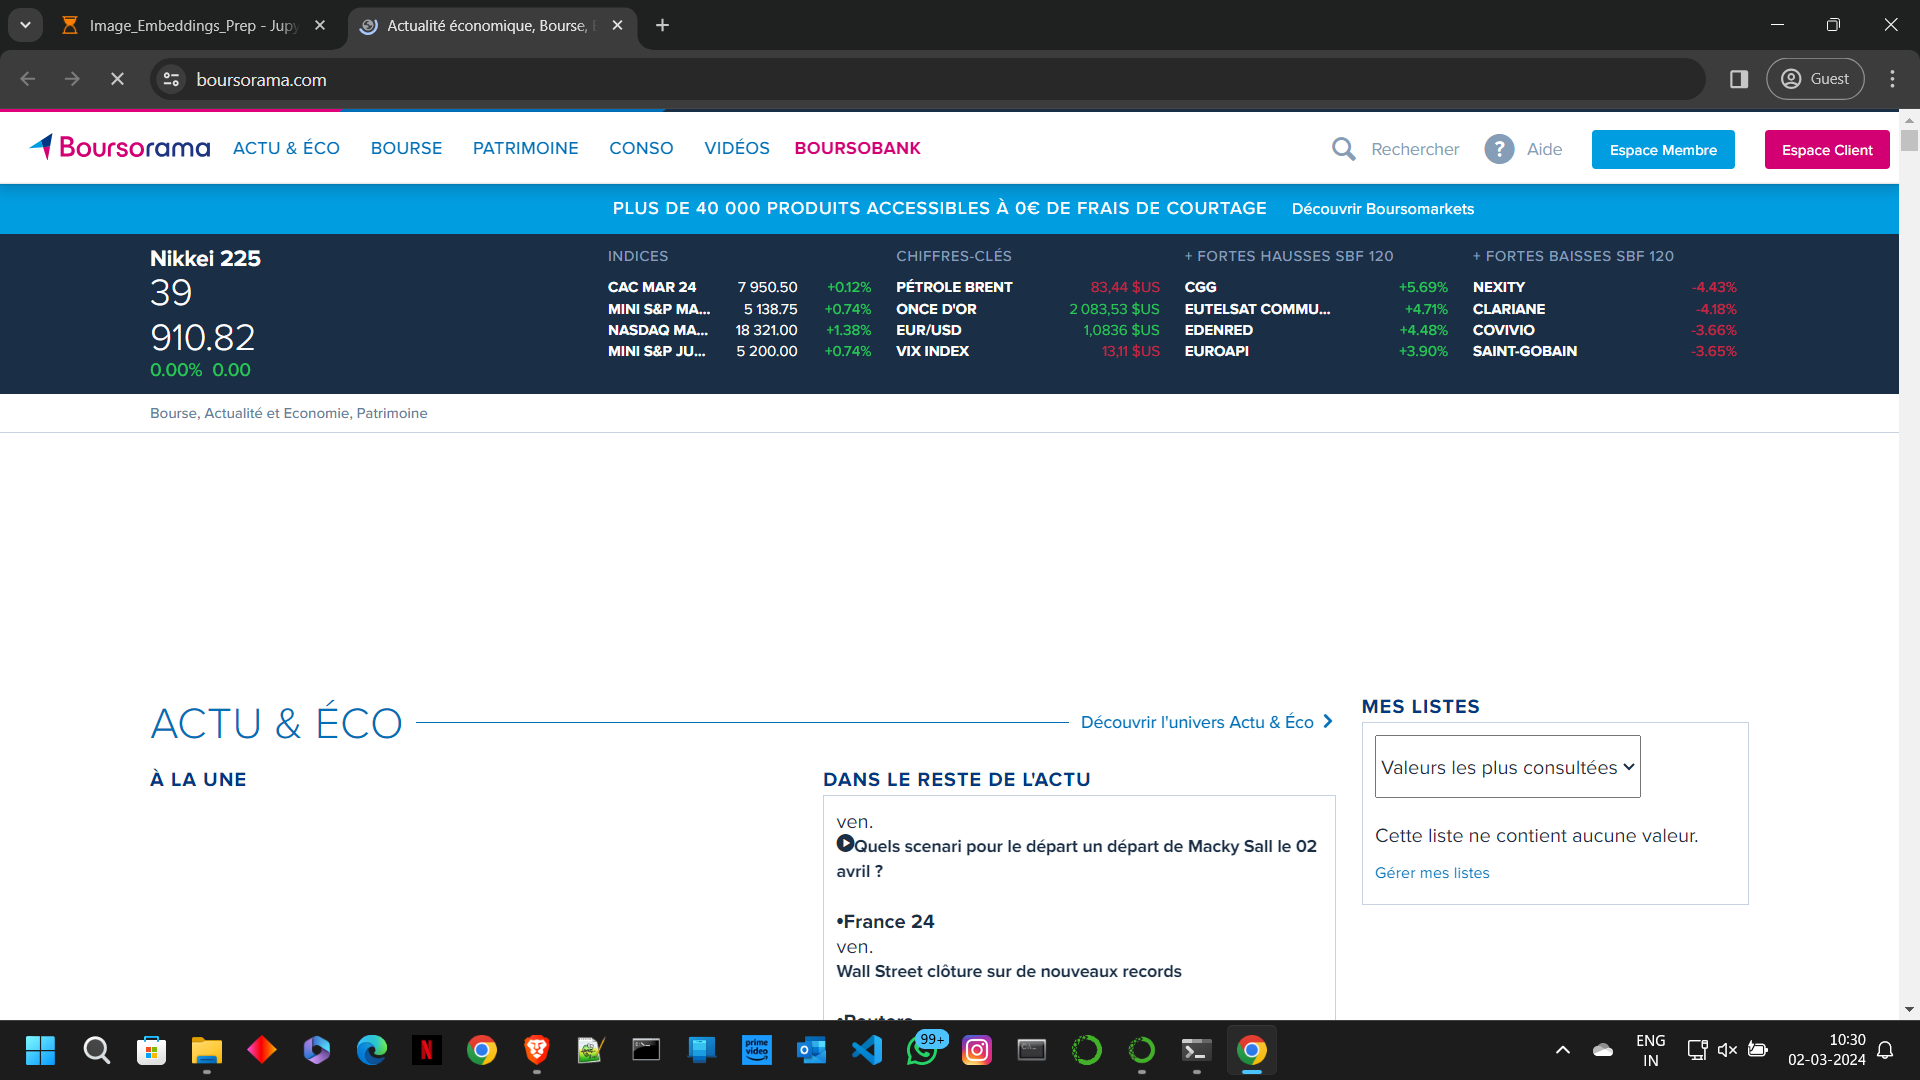 Image_Embeddings_Prep - Jupy
Actualité économique, Bourse,
boursorama.com
Guest
Boursorama
ACTU & ÉCO
BOURSE
PATRIMOINE
CONSO
VIDÉOS
BOURSOBANK
Rechercher
? Aide
Espace Membre
Espace Client
PLUS DE 40 000 PRODUITS ACCESSIBLES À 0€ DE FRAIS DE COURTAGE
Découvrir Boursomarkets
Nikkei 225
39
910.82
0.00% 0.00
INDICES
CAC MAR 24 7 950.50 +0.12%
MINI S&P MA... 5 138.75 +0.74%
NASDAQ MA... 18 321.00 +1.38%
MINI S&P JU... 5 200.00 +0.74%
CHIFFRES-CLÉS
PÉTROLE BRENT 83,44 $US
ONCE D'OR 2 083,53 $US
EUR/USD 1,0836 $US
VIX INDEX 13,11 $US
+ FORTES HAUSSES SBF 120
CGG +5.69%
EUTELSAT COMMU... +4.71%
EDENRED +4.48%
EUROAPI +3.90%
+ FORTES BAISSES SBF 120
NEXITY -4.43%
CLARIANE -4.18%
COVIVIO -3.66%
SAINT-GOBAIN -3.65%
Bourse, Actualité et Economie, Patrimoine
ACTU & ÉCO
Découvrir l'univers Actu & Éco
À LA UNE
DANS LE RESTE DE L'ACTU
ven.
Quels scenari pour le départ un départ de Macky Sall le 02
avril ?
•France 24
ven.
Wall Street clôture sur de nouveaux records
•Reuters
MES LISTES
Valeurs les plus consultées
Cette liste ne contient aucune valeur.
Gérer mes listes
prime
video
99+
ENG
IN
10:30
02-03-2024